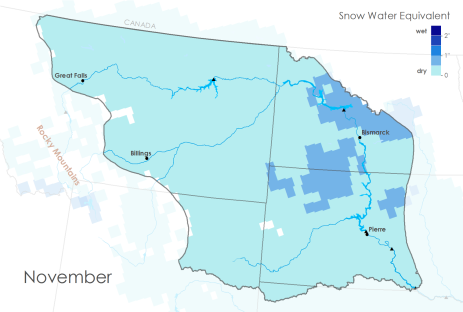 Snow Water Equivalent
wet
2"
1"
dry
0
CANADA
Great Falls
Bismarck
Billings
Rocky Mountains
Pierre
November